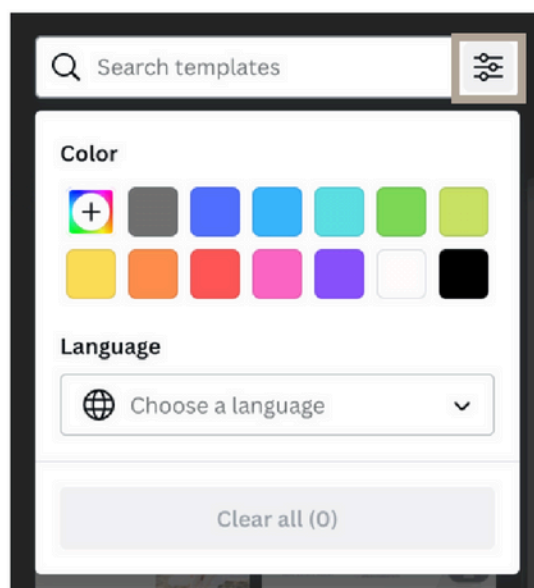 Search templates
Color
Language
Choose a language
Clear all (0)